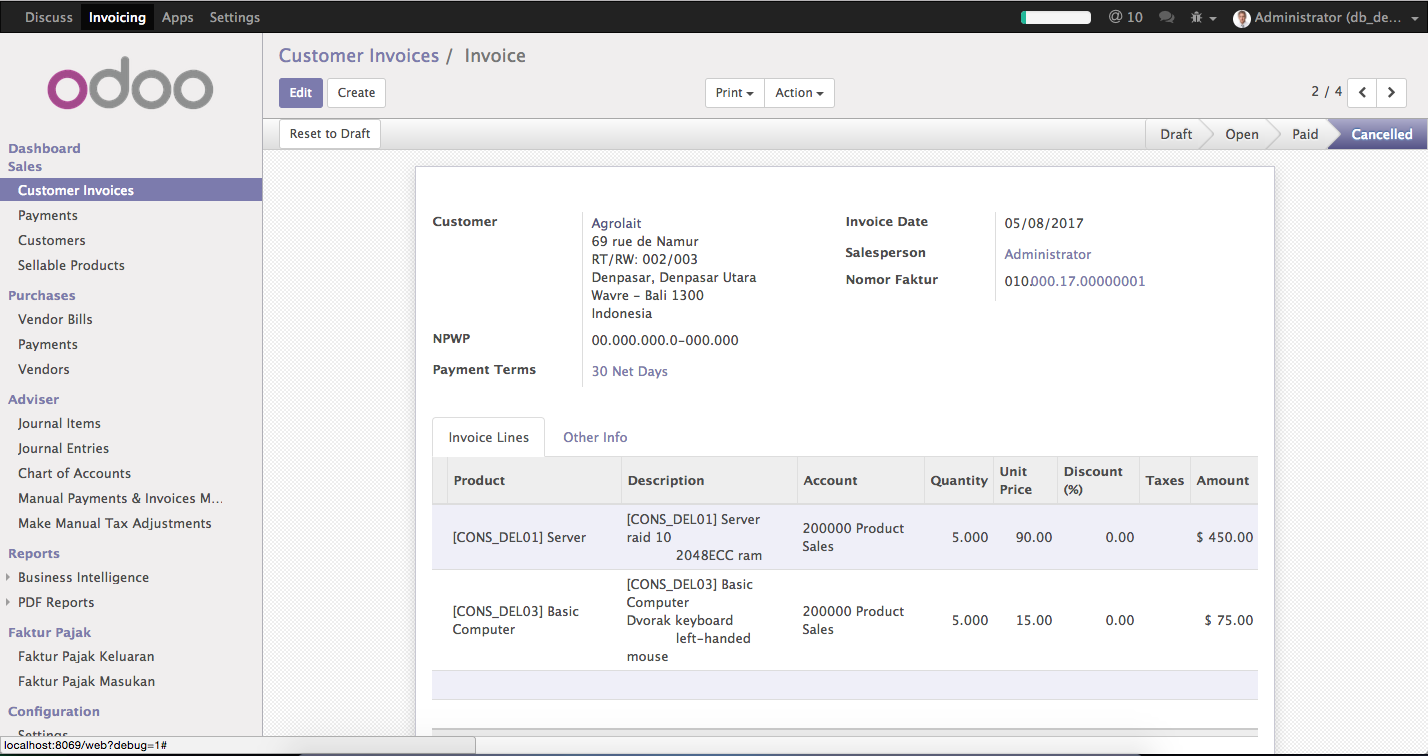 Discuss Invoicing Apps Settings @ 10 Administrator (db_de...
odoo
Dashboard
Sales
Customer Invoices
Payments
Customers
Sellable Products
Purchases
Vendor Bills
Payments
Vendors
Adviser
Journal Items
Journal Entries
Chart of Accounts
Manual Payments & Invoices M...
Make Manual Tax Adjustments
Reports
Business Intelligence
PDF Reports
Faktur Pajak
Faktur Pajak Keluaran
Faktur Pajak Masukan
Configuration
Settings
localhost:8069/web?debug=1#
Customer Invoices / Invoice
Edit Create Print Action 2 / 4
Reset to Draft Draft Open Paid Cancelled
Customer Agrolait
69 rue de Namur
RT/RW: 002/003
Denpasar, Denpasar Utara
Wavre - Bali 1300
Indonesia
NPWP 00.000.000.0-000.000
Payment Terms 30 Net Days
Invoice Date 05/08/2017
Salesperson Administrator
Nomor Faktur 010.000.17.00000001
Invoice Lines Other Info
Product Description Account Quantity Unit Price Discount (%) Taxes Amount
[CONS_DEL01] Server
[CONS_DEL01] Server
raid 10
2048ECC ram
200000 Product
Sales
5.000 90.00 0.00 $ 450.00
[CONS_DEL03] Basic
Computer
[CONS_DEL03] Basic
Computer
Dvorak keyboard
left-handed
mouse
200000 Product
Sales
5.000 15.00 0.00 $ 75.00